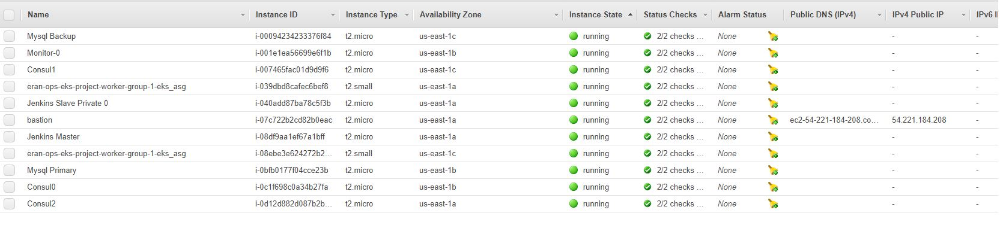 Name Instance ID Instance Type Availability Zone Instance State Status Checks Alarm Status Public DNS (IPv4) IPv4 Public IP IPv6 I
Mysql Backup i-00094234233376f84 t2.micro us-east-1c running 2/2 checks ... None - -
Monitor-0 i-001e1ea56699e6f1b t2.micro us-east-1b running 2/2 checks ... None - -
Consul1 i-007465fac01d9d9f6 t2.micro us-east-1c running 2/2 checks ... None - -
eran-ops-eks-project-worker-group-1-eks_asg i-039dbd8cafec6bef8 t2.small us-east-1a running 2/2 checks ... None - -
Jenkins Slave Private 0 i-040add87ba78c5f3b t2.micro us-east-1a running 2/2 checks ... None - -
bastion i-07c722b2cd82b0eac t2.micro us-east-1a running 2/2 checks ... None ec2-54-221-184-208.co... 54.221.184.208 -
Jenkins Master i-08df9aa1ef67a1bff t2.micro us-east-1a running 2/2 checks ... None - -
eran-ops-eks-project-worker-group-1-eks_asg i-08ebe3e624272b2... t2.small us-east-1c running 2/2 checks ... None - -
Mysql Primary i-0bfb0177f04cce23b t2.micro us-east-1b running 2/2 checks ... None - -
Consul0 i-0c1f698c0a34b27fa t2.micro us-east-1b running 2/2 checks ... None - -
Consul2 i-0d12d882d087b2b... t2.micro us-east-1a running 2/2 checks ... None - -